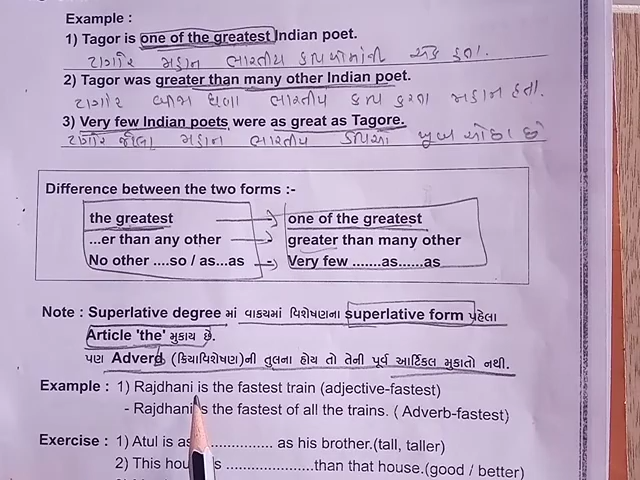 Example :
1) Tagor is one of the greatest Indian poet.
ટાગોર મહાન ભારતીય કવિઓમાંની એક હતા.
2) Tagor was greater than many other Indian poet.
ટાગોર બીજા ઘણા ભારતીય કરતા મહાન હતા.
3) Very few Indian poets were as great as Tagore.
ટાગોર જેવા મહાન ભારતીય ખૂબ ઓછા છે
Difference between the two forms :-
the greatest one of the greatest
...er than any other greater than many other
No other ....so / as...as Very few .......as......as
Note : Superlative degree માં વાક્યમાં વિશેષણના superlative form પહેલા
Article 'the' મુકાય છે.
પણ Adverb (ક્રિયાવિશેષણ)ની તુલના હોય તો તેની પૂર્વ આર્ટિકલ મુકાતો નથી.
Example : 1) Rajdhani is the fastest train (adjective-fastest)
- Rajdhani is the fastest of all the trains. ( Adverb-fastest)
Exercise : 1) Atul is as ................ as his brother.(tall, taller)
2) This ....................than that house.(good / better)